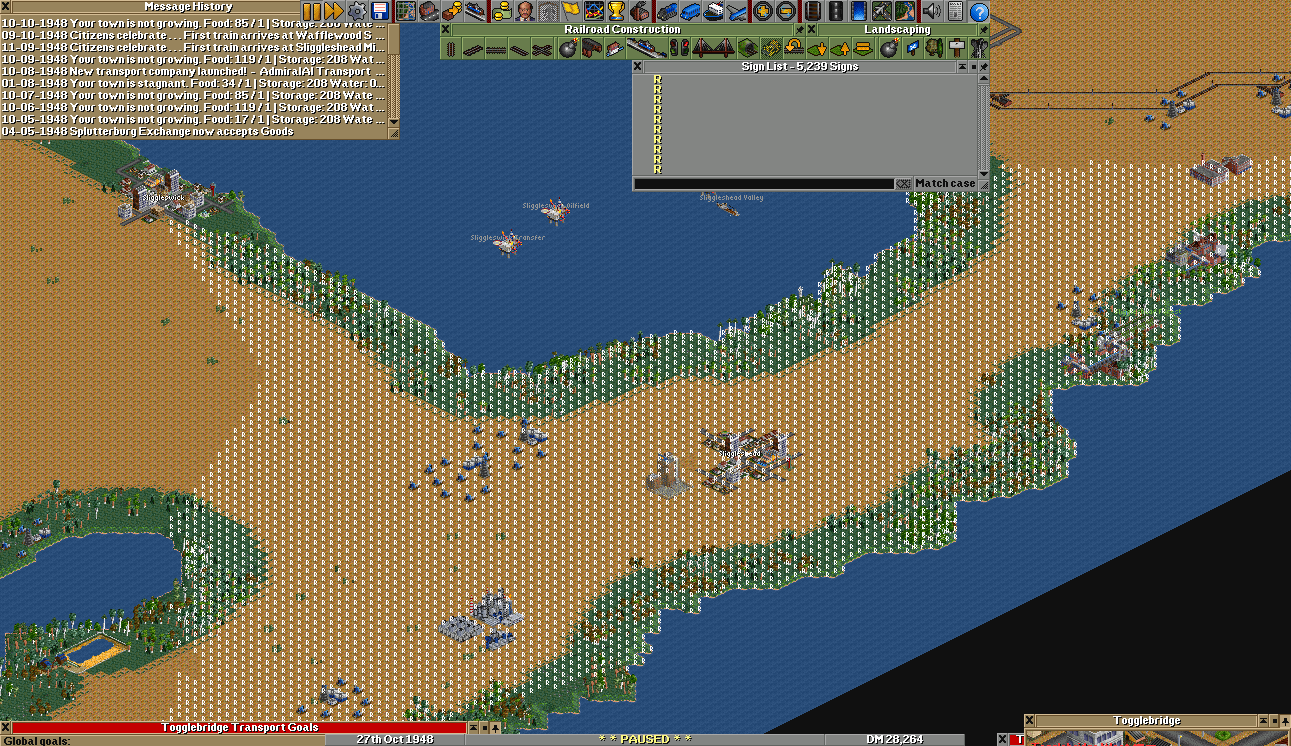 Message History
10-10-1948 Your town is not growing. Food: 85 / 1 | Storage: 208 Wate ...
09-10-1948 Citizens celebrate . . . First train arrives at Wafflewood S ...
11-09-1948 Citizens celebrate . . . First train arrives at Sliggleshead Mi...
10-09-1948 Your town is not growing. Food: 119 / 1 | Storage: 208 Wat ...
10-08-1948 New transport company launched! - AdmiralAI Transport ...
01-08-1948 Your town is stagnant. Food: 34 / 1 | Storage: 208 Water: 0...
10-07-1948 Your town is not growing. Food: 85 / 1 | Storage: 208 Wate ...
10-06-1948 Your town is not growing. Food: 119 / 1 | Storage: 208 Wat ...
10-05-1948 Your town is not growing. Food: 17 / 1 | Storage: 208 Wate ...
04-05-1948 Splutterburg Exchange now accepts Goods
Railroad Construction
Landscaping
Sign List - 5,239 Signs
R
R
R
R
R
R
R
R
R
R
Match case
Sliggleswick
Sliggleswick Oilfield
Sliggleswick Transfer
Sliggleshead Valley
Sliggleshead
Togglebridge Transport Goals
Global goals:
27th Oct 1948
* * PAUSED * *
DM 28,264
Togglebridge
T